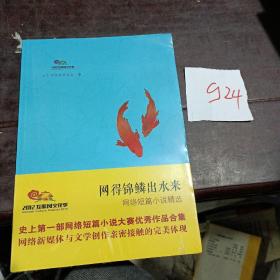 924
2012互联网文化季
网得锦鳞出水来
网络短篇小说精选
史上第一部网络短篇小说大赛优秀作品合集
网络新媒体与文学创作亲密接触的完美体现